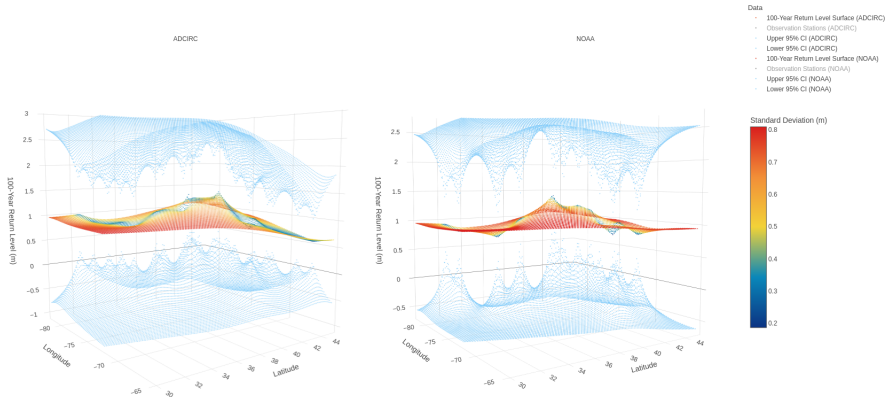 Data
100-Year Return Level Surface (ADCIRC)
Observation Stations (ADCIRC)
Upper 95% CI (ADCIRC)
Lower 95% CI (ADCIRC)
100-Year Return Level Surface (NOAA)
Observation Stations (NOAA)
Upper 95% CI (NOAA)
Lower 95% CI (NOAA)
ADCIRC
NOAA
3
2.5
2
1.5
1
0.5
0
−0.5
−1
100-Year Return Level (m)
−80
−75
−70
−65
Longitude
30
32
34
36
38
40
42
44
Latitude
2.5
2
1.5
1
0.5
0
−0.5
100-Year Return Level (m)
−80
−75
−70
−65
Longitude
30
32
34
36
38
40
42
44
Latitude
Standard Deviation (m)
0.8
0.7
0.6
0.5
0.4
0.3
0.2